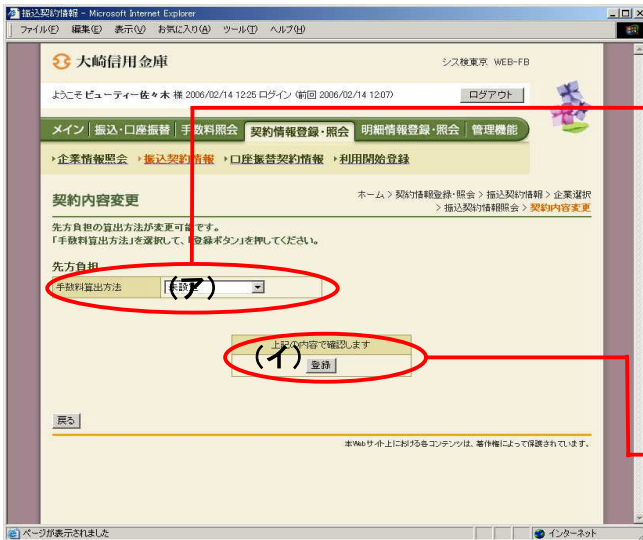 振込契約情報 - Microsoft Internet Explorer
ファイル(F) 編集(E) 表示(V) お気に入り(A) ツール(T) ヘルプ(H)
大崎信用金庫
シス検東京 WEB-FB
ようこそ ビューティー佐々木 様 2006/02/14 1225 ログイン (前回 2006/02/14 1207)
ログアウト
メイン 振込・口座振替 手数料照会 契約情報登録・照会 明細情報登録・照会 管理機能
企業情報照会 振込契約情報 口座振替契約情報 利用開始登録
契約内容変更
ホーム > 契約情報登録・照会 > 振込契約情報 > 企業選択
> 振込契約情報照会 > 契約内容変更
先方負担の算出方法が変更可能です。
「手数料算出方法」を選択して、「登録ボタン」を押してください。
先方負担
手数料算出方法 未設定
(ア)
上記の内容で確認します
(イ)
登録
戻る
本Webサイト上における各コンテンツは、著作権によって保護されています。
ページが表示されました
インターネット